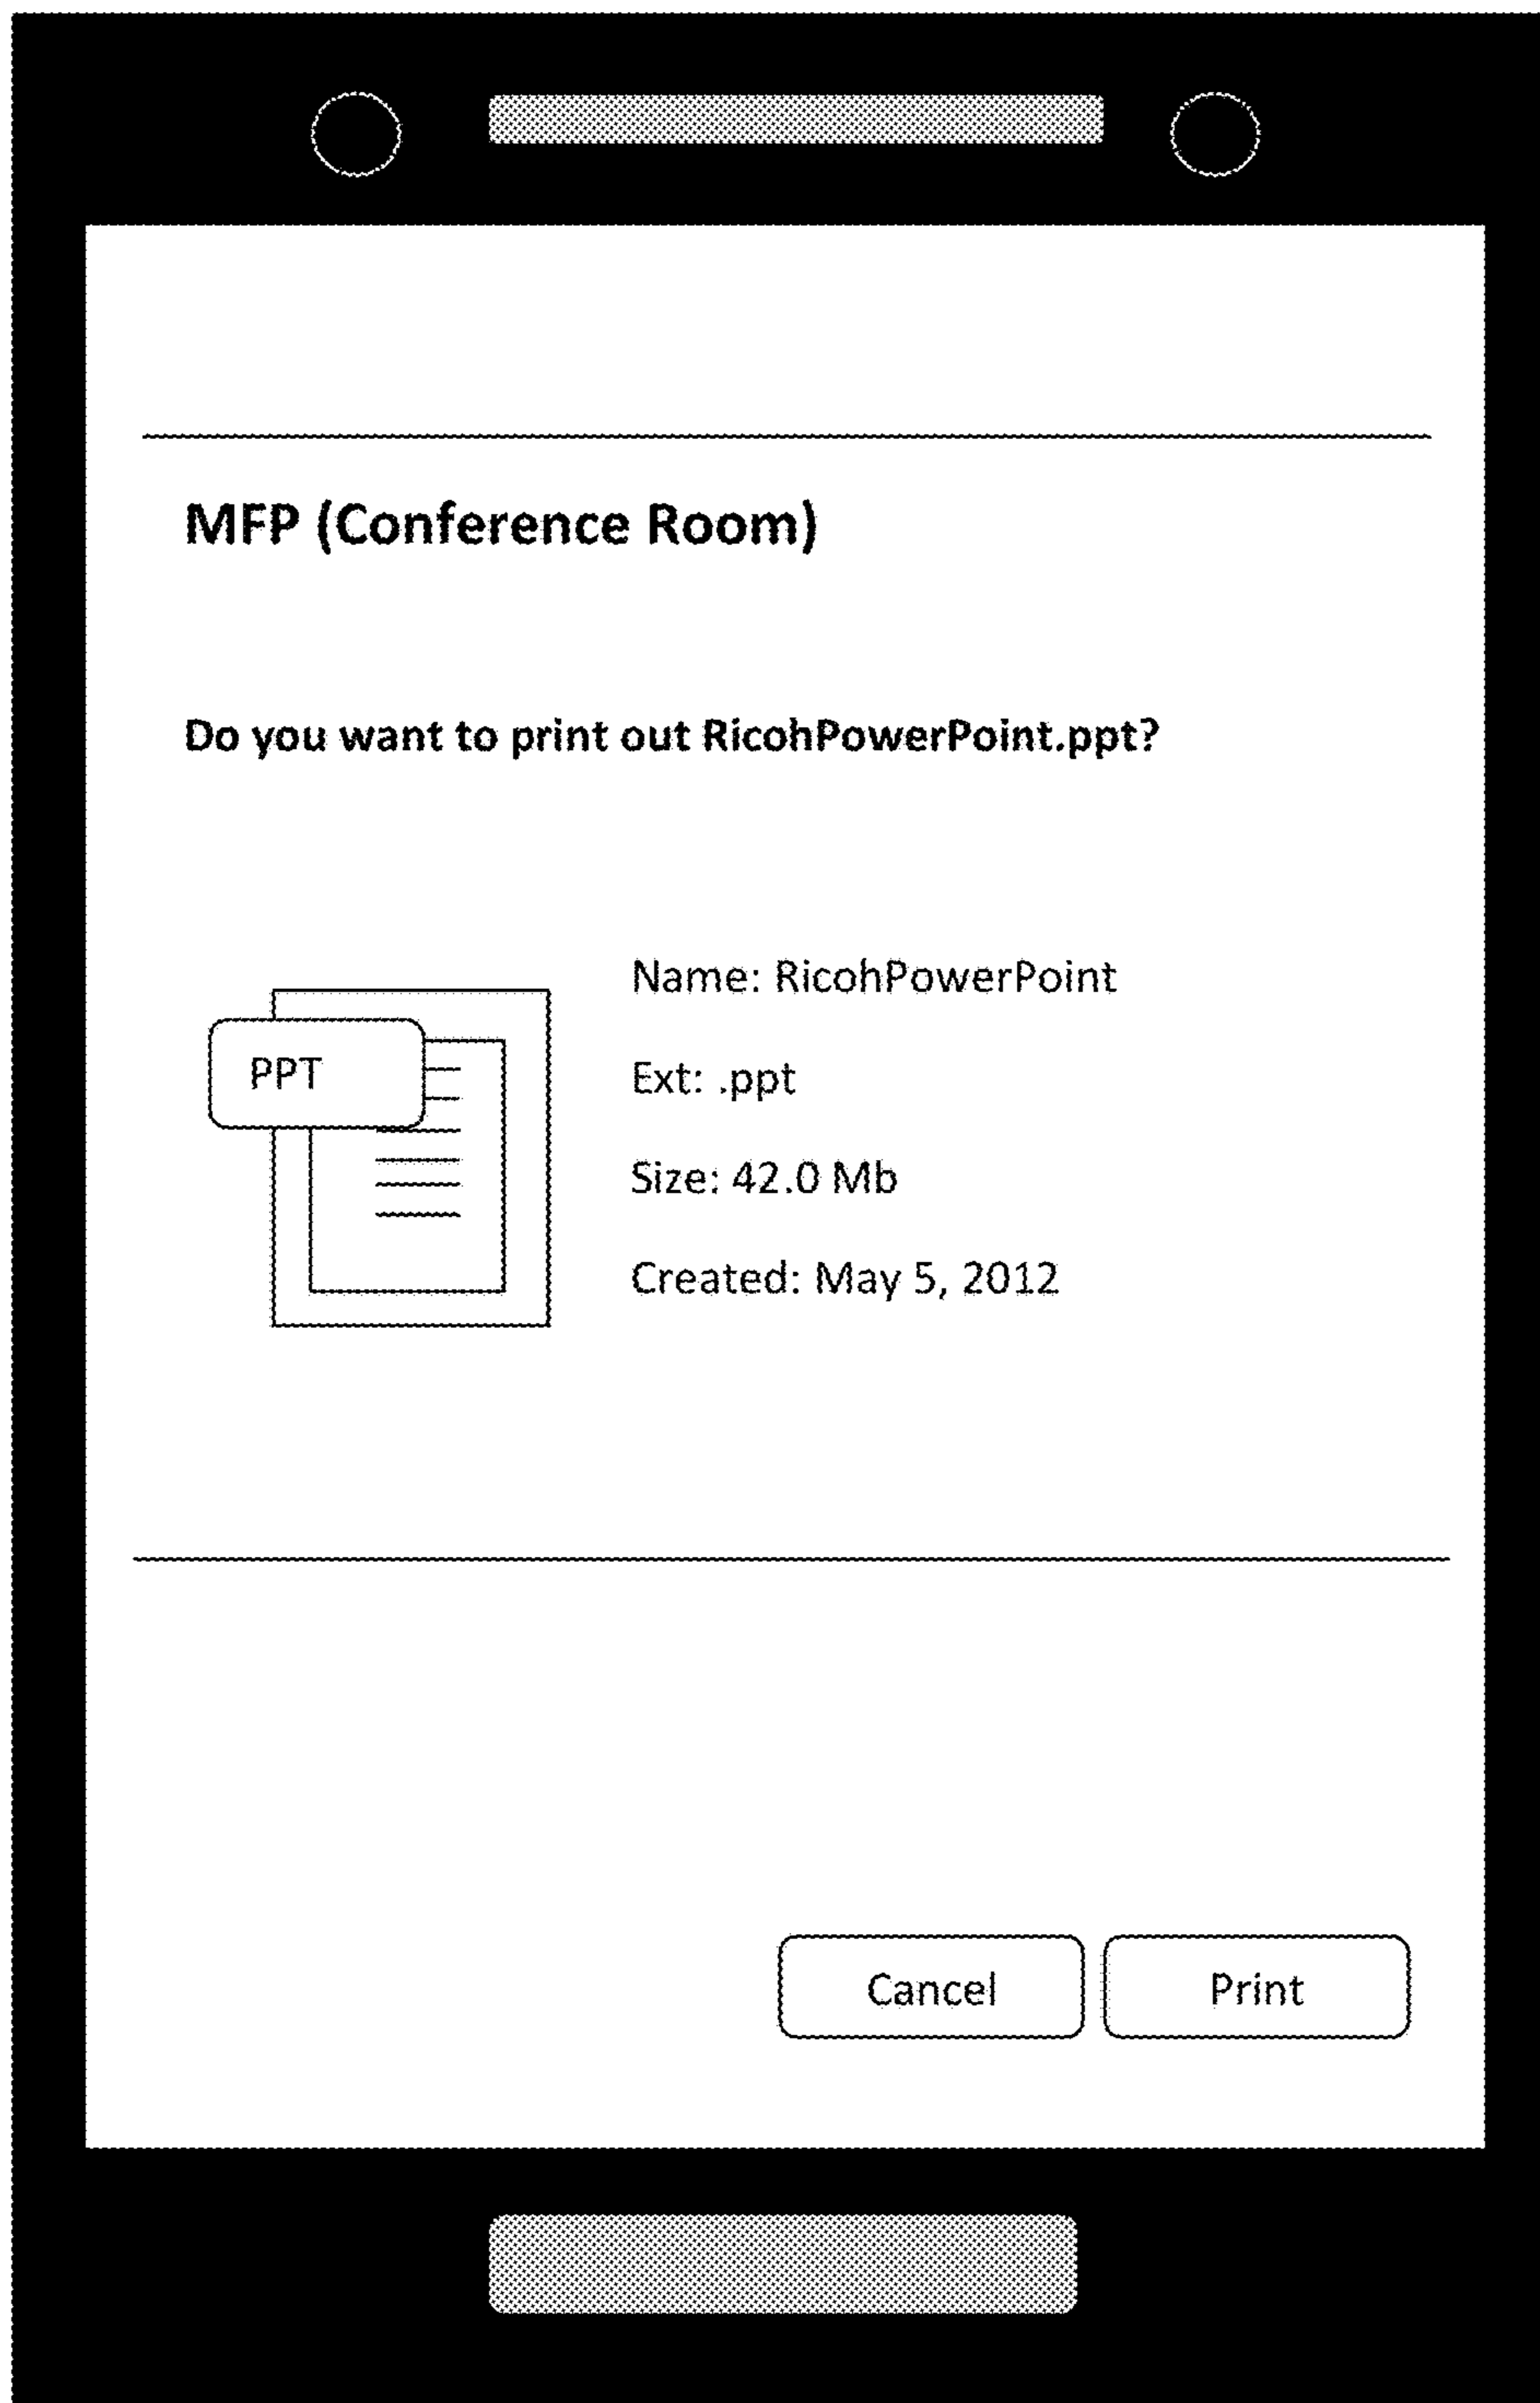 MFP (Conference Room)
Do you want to print out RicohPowerPoint.ppt?
PPT
Name: RicohPowerPoint
Ext: .ppt
Size: 42.0 Mb
Created: May 5, 2012
Cancel
Print